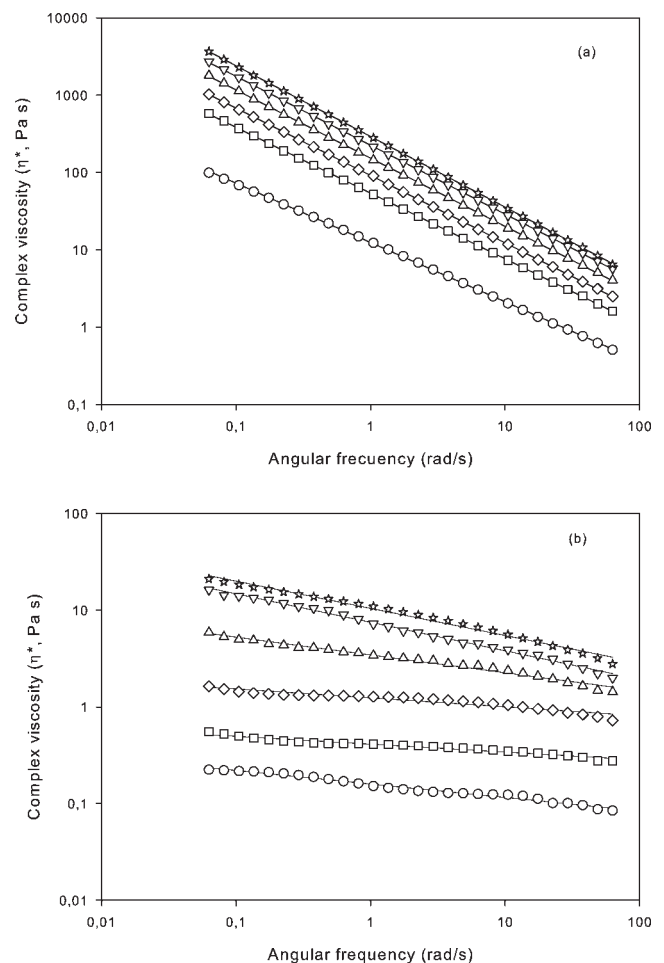 10000
(a)
1000
100
10
1
0,1
Complex viscosity (η*, Pa s)
0,01 0,1 1 10 100
Angular frecuency (rad/s)
100
(b)
10
1
0,1
0,01
Complex viscosity (η*, Pa s)
0,01 0,1 1 10 100
Angular frequency (rad/s)